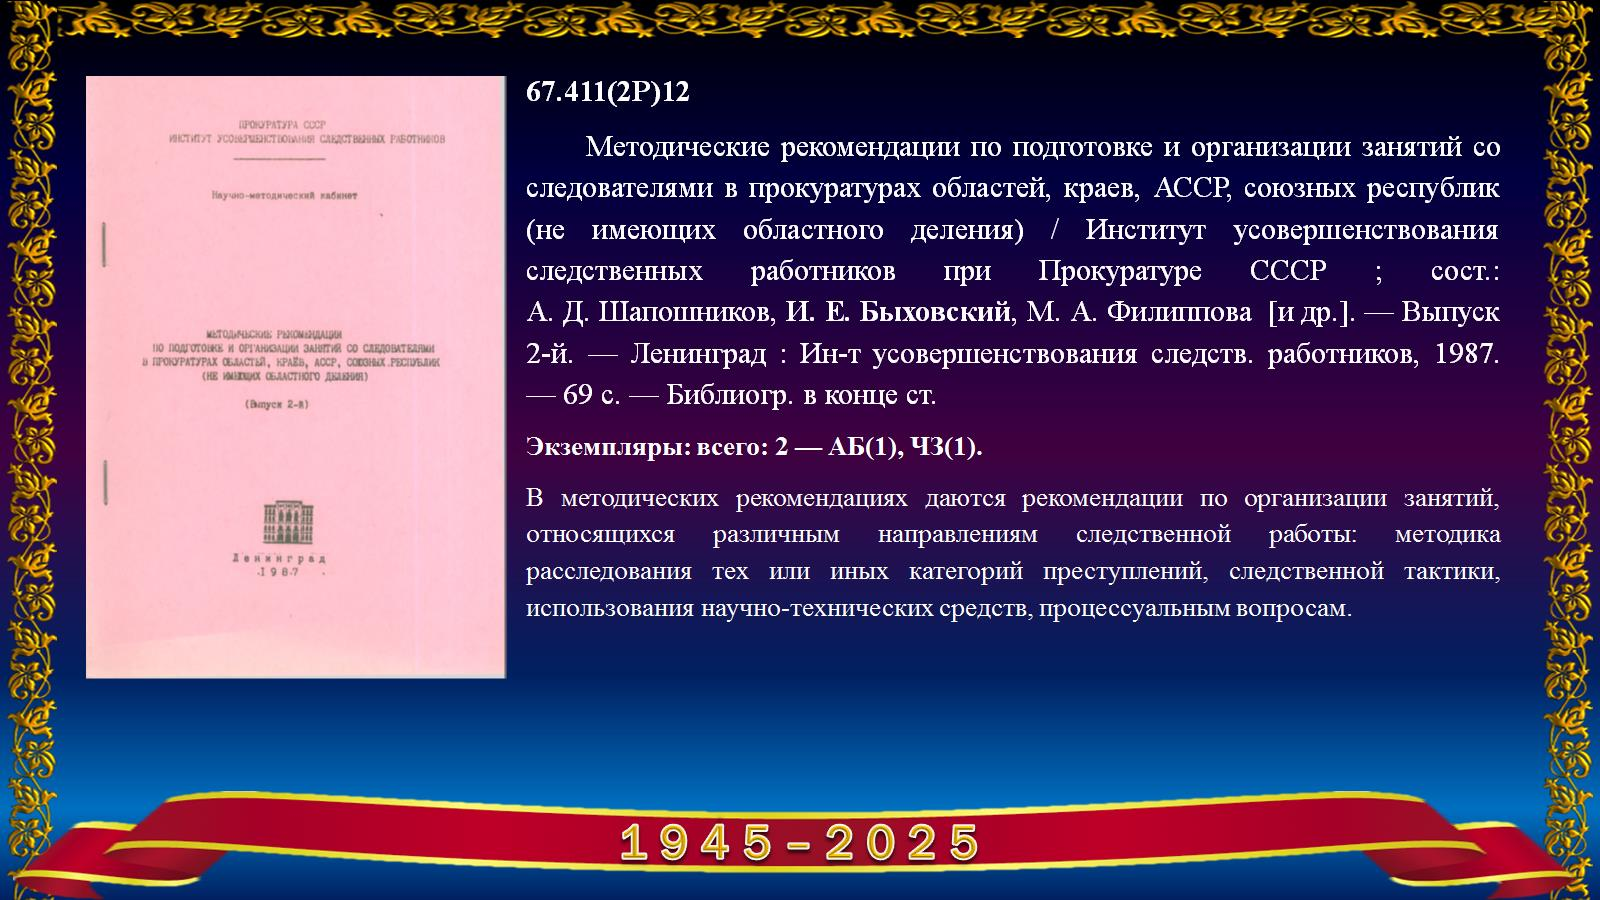 ПРОКУРАТУРА СССР
ИНСТИТУТ УСОВЕРШЕНСТВОВАНИЯ СЛЕДСТВЕННЫХ РАБОТНИКОВ
Научно-методический кабинет
МЕТОДИЧЕСКИЕ РЕКОМЕНДАЦИИ
ПО ПОДГОТОВКЕ И ОРГАНИЗАЦИИ ЗАНЯТИЙ СО СЛЕДОВАТЕЛЯМИ
В ПРОКУРАТУРАХ ОБЛАСТЕЙ, КРАЁВ, АССР, СОЮЗНЫХ РЕСПУБЛИК
(НЕ ИМЕЮЩИХ ОБЛАСТНОГО ДЕЛЕНИЯ)
(Выпуск 2-й)
Ленинград
1987
67.411(2Р)12
Методические рекомендации по подготовке и организации занятий со
следователями в прокуратурах областей, краев, АССР, союзных республик
(не имеющих областного деления) / Институт усовершенствования
следственных работников при Прокуратуре СССР ; сост.:
А. Д. Шапошников, И. Е. Быховский, М. А. Филиппова [и др.]. — Выпуск
2-й. — Ленинград : Ин-т усовершенствования следств. работников, 1987.
— 69 с. — Библиогр. в конце ст.
Экземпляры: всего: 2 — АБ(1), ЧЗ(1).
В методических рекомендациях даются рекомендации по организации занятий,
относящихся различным направлениям следственной работы: методика
расследования тех или иных категорий преступлений, следственной тактики,
использования научно-технических средств, процессуальным вопросам.
1945–2025